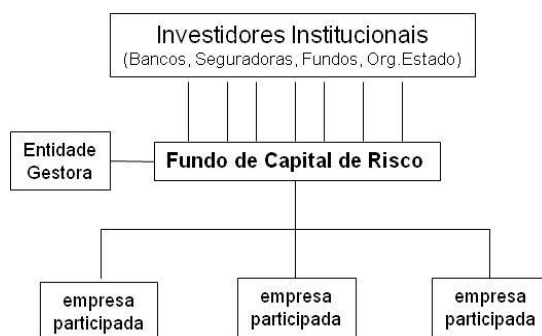 Investidores Institucionais
(Bancos, Seguradoras, Fundos, Org.Estado)
Entidade
Gestora
Fundo de Capital de Risco
empresa
participada
empresa
participada
empresa
participada